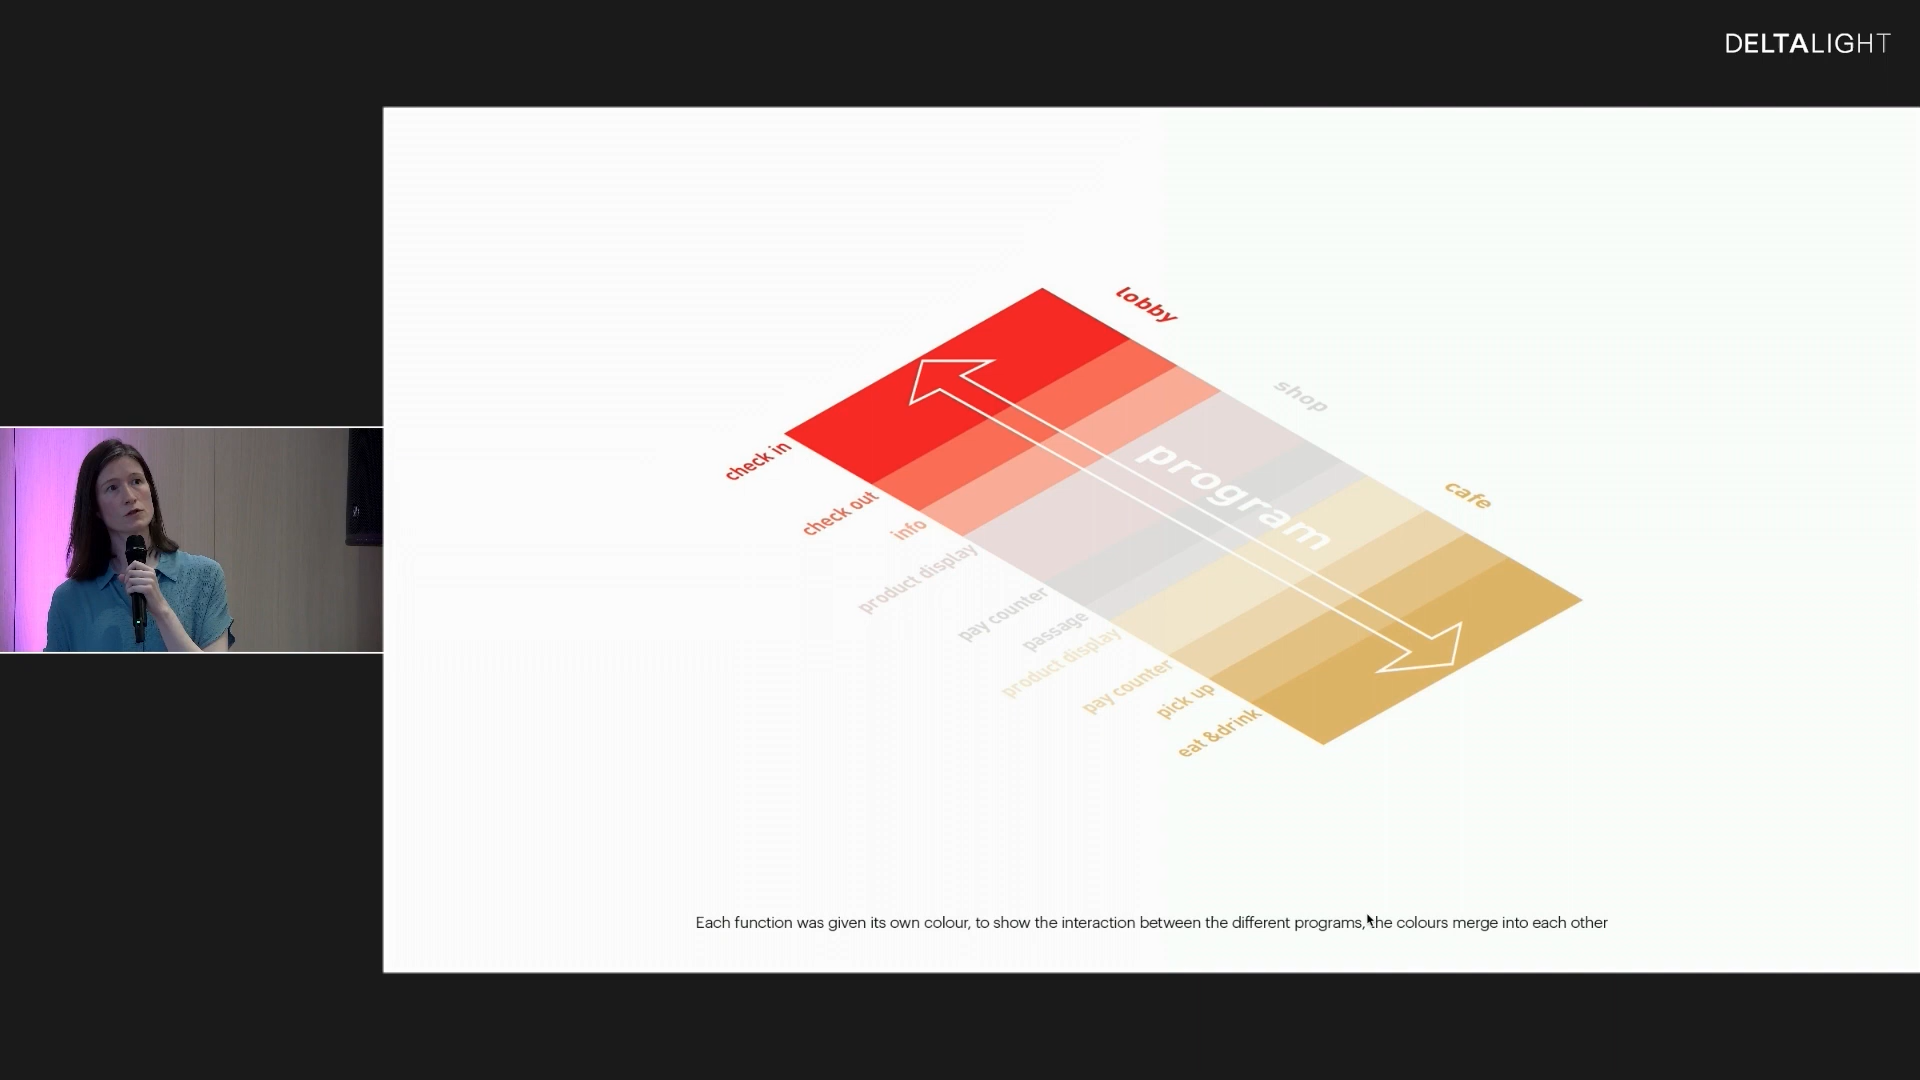 DELTALIGHT
lobby
shop
cafe
program
check in
check out
info
product display
pay counter
passage
product display
pay counter
pick up
eat &drink
Each function was given its own colour, to show the interaction between the different programs, the colours merge into each other